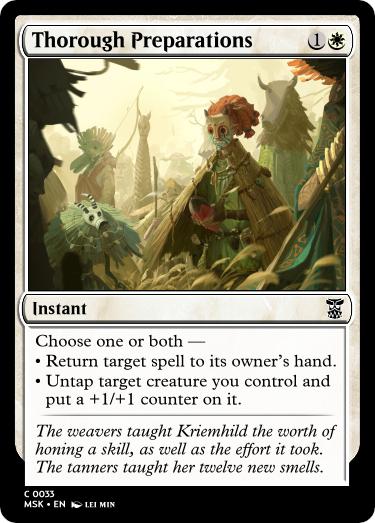 Thorough Preparations 1
Instant
Choose one or both —
• Return target spell to its owner's hand.
• Untap target creature you control and
put a +1/+1 counter on it.
The weavers taught Kriemhild the worth of
honing a skill, as well as the effort it took.
The tanners taught her twelve new smells.
C 0033
MSK • EN LEI MIN